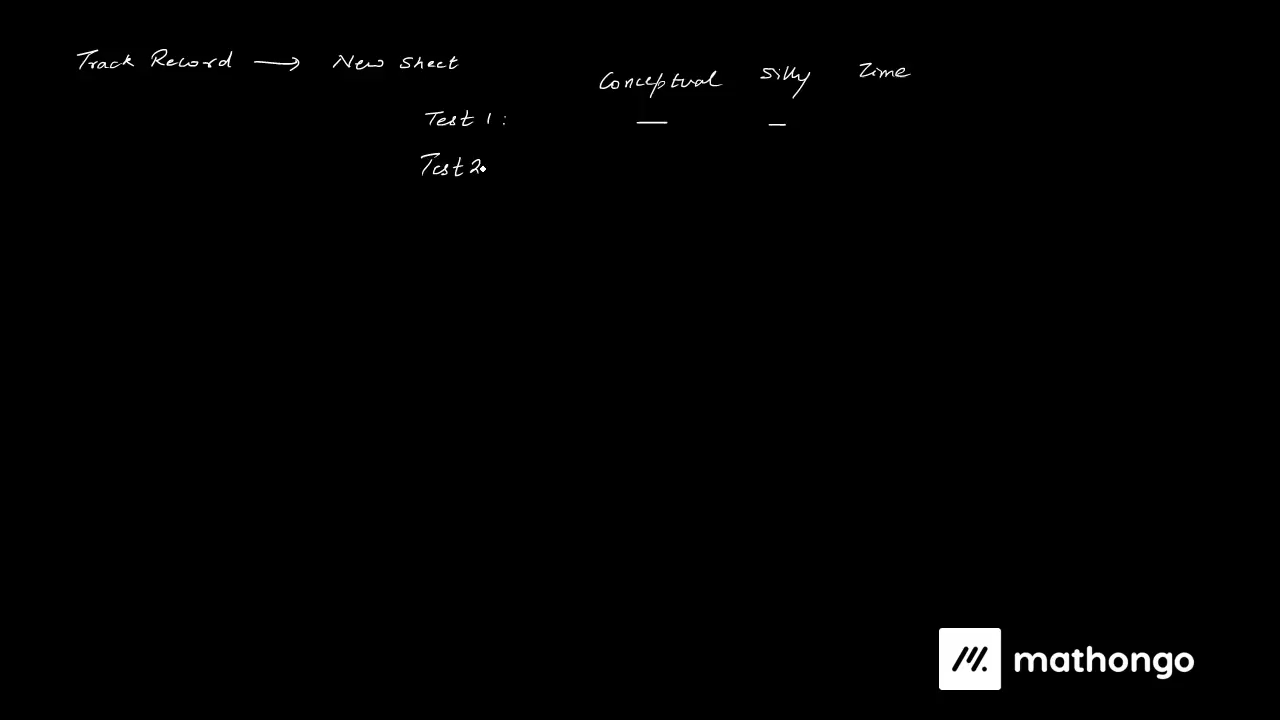 Track Record → New sheet
Conceptual Silly Time
Test 1: — —
Test 2
mathongo